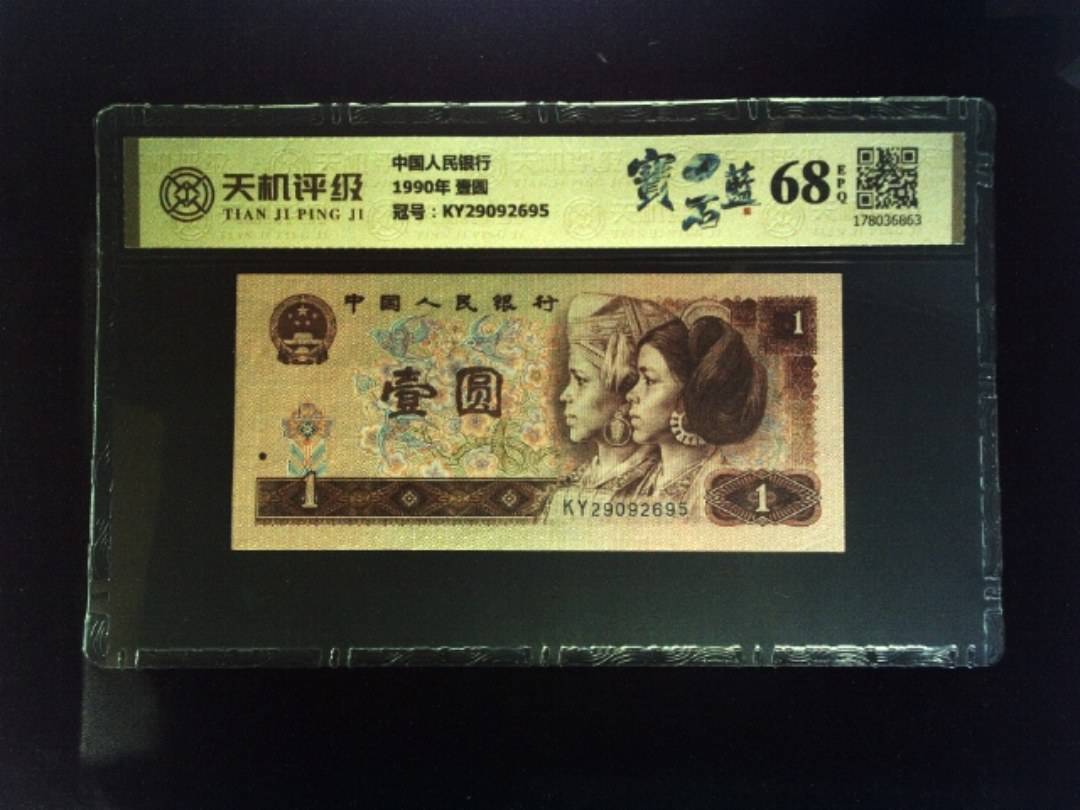 天机评级
TIAN JI PING JI
中国人民银行
1990年 壹圆
冠号：KY29092695
寶石藍
68
EPQ
178036863
中国人民银行
1
壹圆
1
KY29092695
1